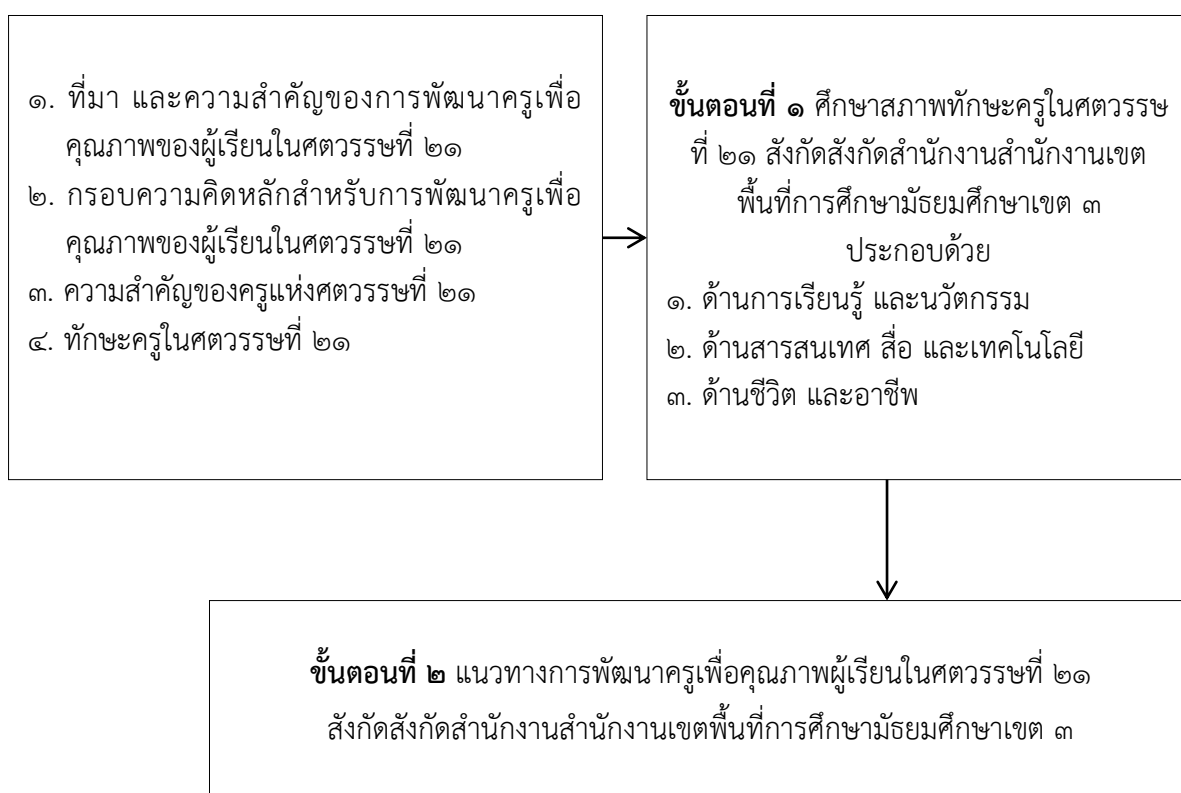 ๑. ที่มา และความสำคัญของการพัฒนาครูเพื่อ
คุณภาพของผู้เรียนในศตวรรษที่ ๒๑
๒. กรอบความคิดหลักสำหรับการพัฒนาครูเพื่อ
คุณภาพของผู้เรียนในศตวรรษที่ ๒๑
๓. ความสำคัญของครูแห่งศตวรรษที่ ๒๑
๔. ทักษะครูในศตวรรษที่ ๒๑
ขั้นตอนที่ ๑ ศึกษาสภาพทักษะครูในศตวรรษ
ที่ ๒๑ สังกัดสังกัดสำนักงานสำนักงานเขต
พื้นที่การศึกษามัธยมศึกษาเขต ๓
ประกอบด้วย
๑. ด้านการเรียนรู้ และนวัตกรรม
๒. ด้านสารสนเทศ สื่อ และเทคโนโลยี
๓. ด้านชีวิต และอาชีพ
ขั้นตอนที่ ๒ แนวทางการพัฒนาครูเพื่อคุณภาพผู้เรียนในศตวรรษที่ ๒๑
สังกัดสังกัดสำนักงานสำนักงานเขตพื้นที่การศึกษามัธยมศึกษาเขต ๓